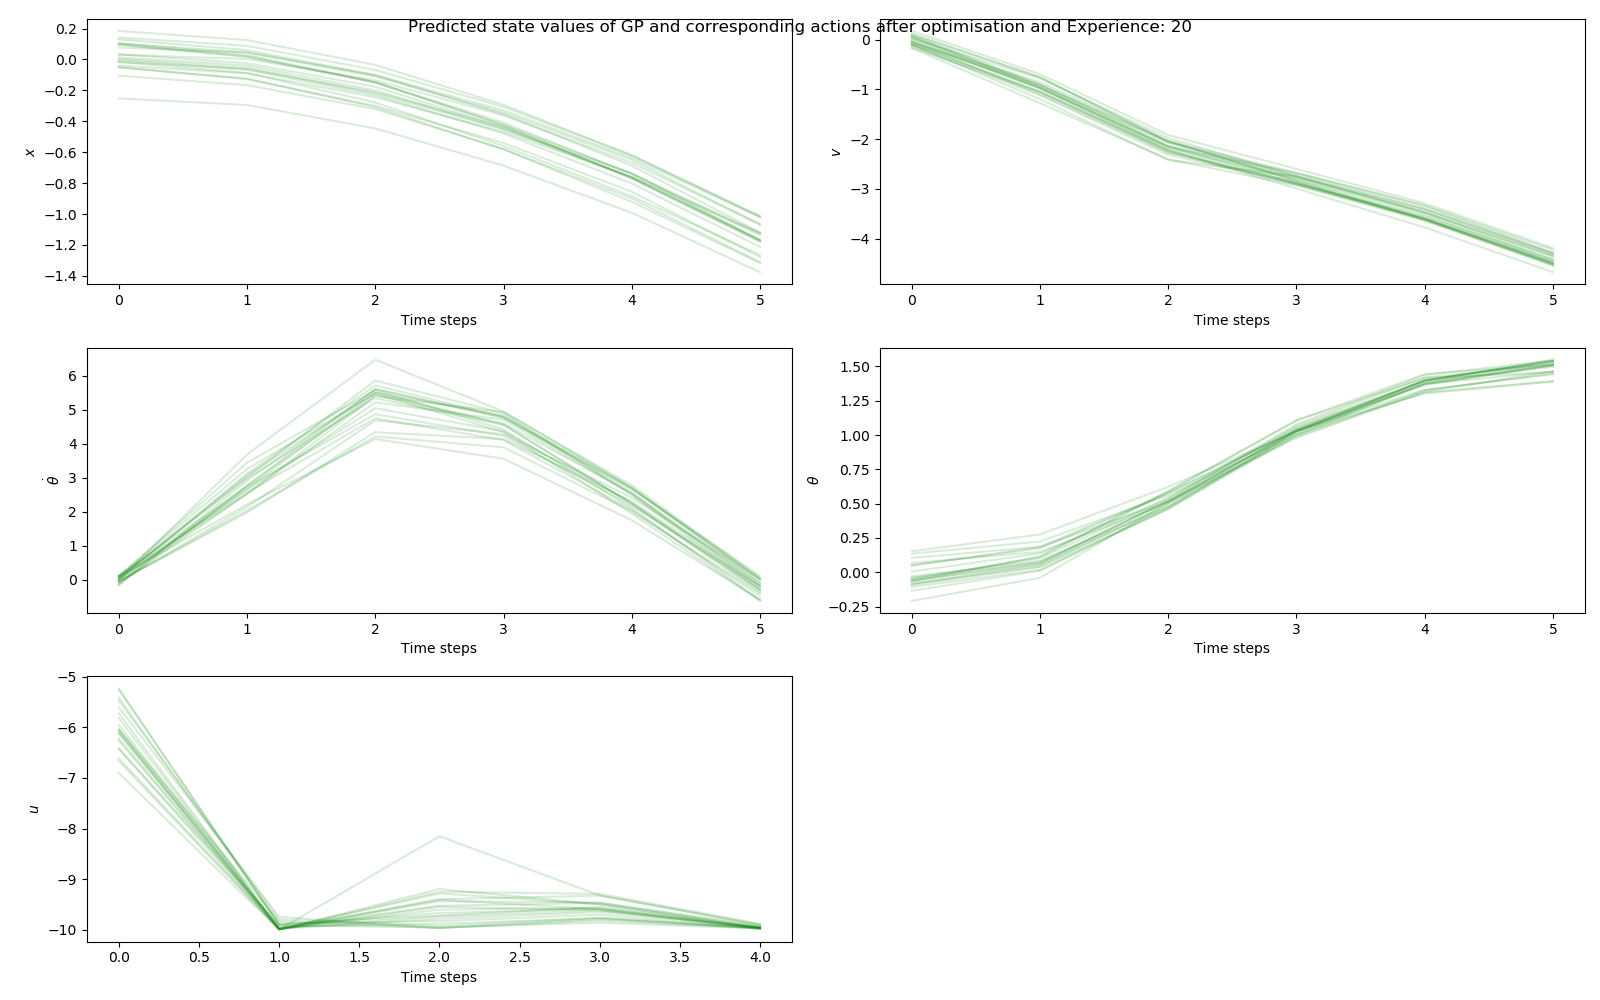 Predicted state values of GP and corresponding actions after optimisation and Experience: 20
0.2
0.0
−0.2
−0.4
−0.6
−0.8
−1.0
−1.2
−1.4
x
0 1 2 3 4 5
Time steps
0
−1
−2
−3
−4
v
0 1 2 3 4 5
Time steps
6
5
4
3
2
1
0
θ̇
0 1 2 3 4 5
Time steps
1.50
1.25
1.00
0.75
0.50
0.25
0.00
−0.25
θ
0 1 2 3 4 5
Time steps
−5
−6
−7
−8
−9
−10
u
0.0 0.5 1.0 1.5 2.0 2.5 3.0 3.5 4.0
Time steps